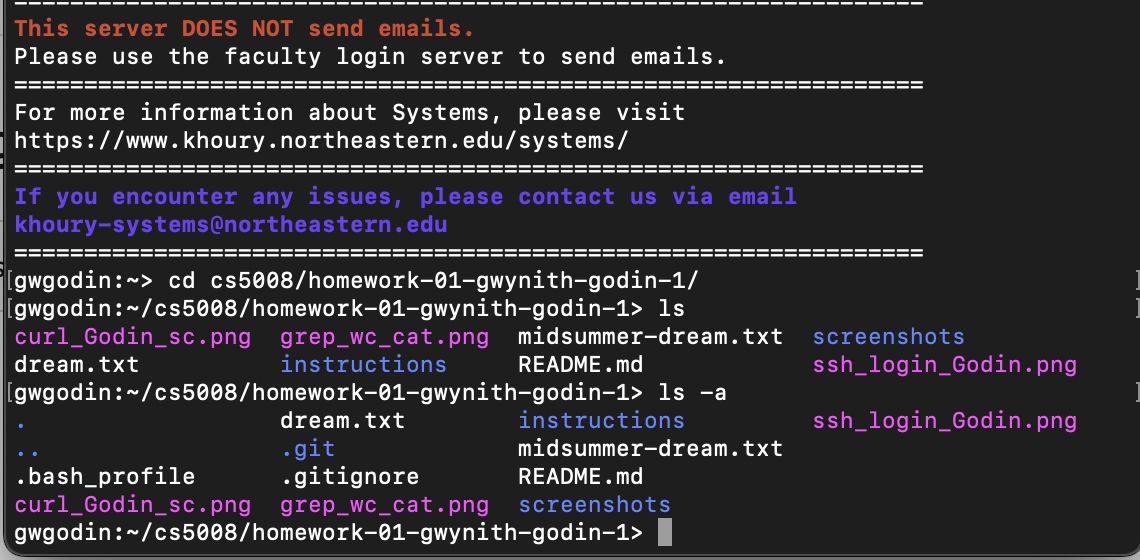 =================================================================
This server DOES NOT send emails.
Please use the faculty login server to send emails.
=================================================================
For more information about Systems, please visit
https://www.khoury.northeastern.edu/systems/
=================================================================
If you encounter any issues, please contact us via email
khoury-systems@northeastern.edu
=================================================================
[gwgodin:~> cd cs5008/homework-01-gwynith-godin-1/ ]
[gwgodin:~/cs5008/homework-01-gwynith-godin-1> ls ]
curl_Godin_sc.png  grep_wc_cat.png  midsummer-dream.txt  screenshots
dream.txt          instructions     README.md            ssh_login_Godin.png
[gwgodin:~/cs5008/homework-01-gwynith-godin-1> ls -a ]
.                  dream.txt        instructions         ssh_login_Godin.png
..                 .git             midsummer-dream.txt
.bash_profile      .gitignore       README.md
curl_Godin_sc.png  grep_wc_cat.png  screenshots
gwgodin:~/cs5008/homework-01-gwynith-godin-1>